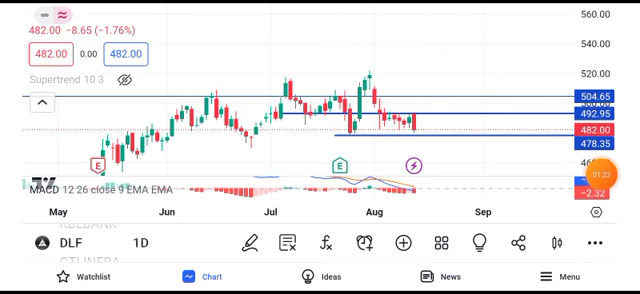 482.00 -8.65 (-1.76%)
482.00 0.00 482.00
Supertrend 10 3
560.00
540.00
520.00
504.65
492.95
482.00
478.35
E
E
MACD 12 26 close 9 EMA EMA
01:23
-2.32
May Jun Jul Aug Sep
DLF 1D
Watchlist Chart Ideas News Menu